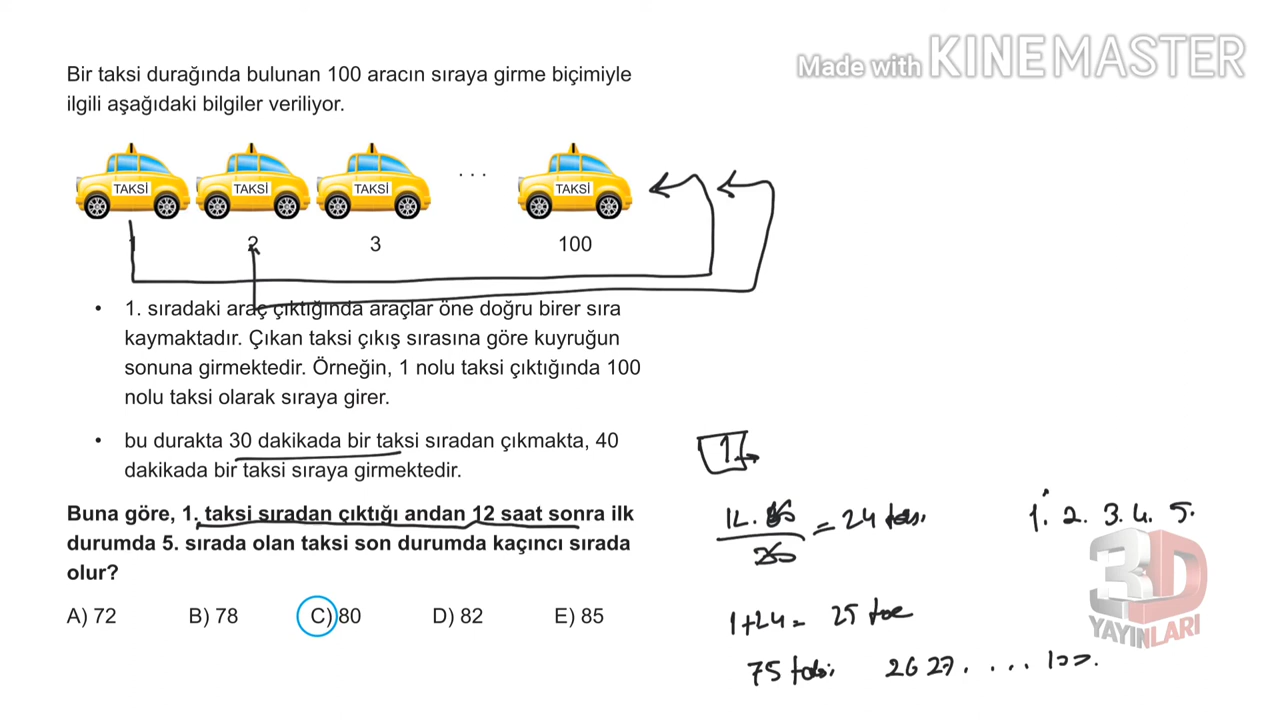 Made with KINEMASTER
Bir taksi durağında bulunan 100 aracın sıraya girme biçimiyle
ilgili aşağıdaki bilgiler veriliyor.
TAKSİ TAKSİ TAKSİ ... TAKSİ
1 2 3 100
• 1. sıradaki araç çıktığında araçlar öne doğru birer sıra
kaymaktadır. Çıkan taksi çıkış sırasına göre kuyruğun
sonuna girmektedir. Örneğin, 1 nolu taksi çıktığında 100
nolu taksi olarak sıraya girer.
• bu durakta 30 dakikada bir taksi sıradan çıkmakta, 40
dakikada bir taksi sıraya girmektedir.
Buna göre, 1. taksi sıradan çıktığı andan 12 saat sonra ilk
durumda 5. sırada olan taksi son durumda kaçıncı sırada
olur?
A) 72 B) 78 C) 80 D) 82 E) 85
1
12. = 24
1. 2. 3. 4. 5.
1+24= 25
75 taksi 26 27. ... 100.
3D
YAYINLARI